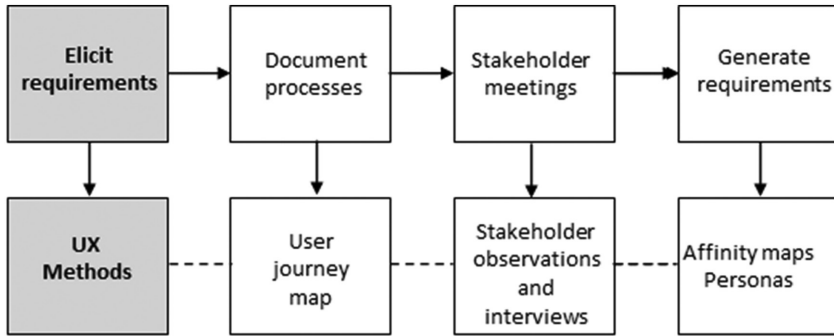 Elicit
requirements
Document
processes
Stakeholder
meetings
Generate
requirements
UX
Methods
User
journey
map
Stakeholder
observations
and
interviews
Affinity maps
Personas